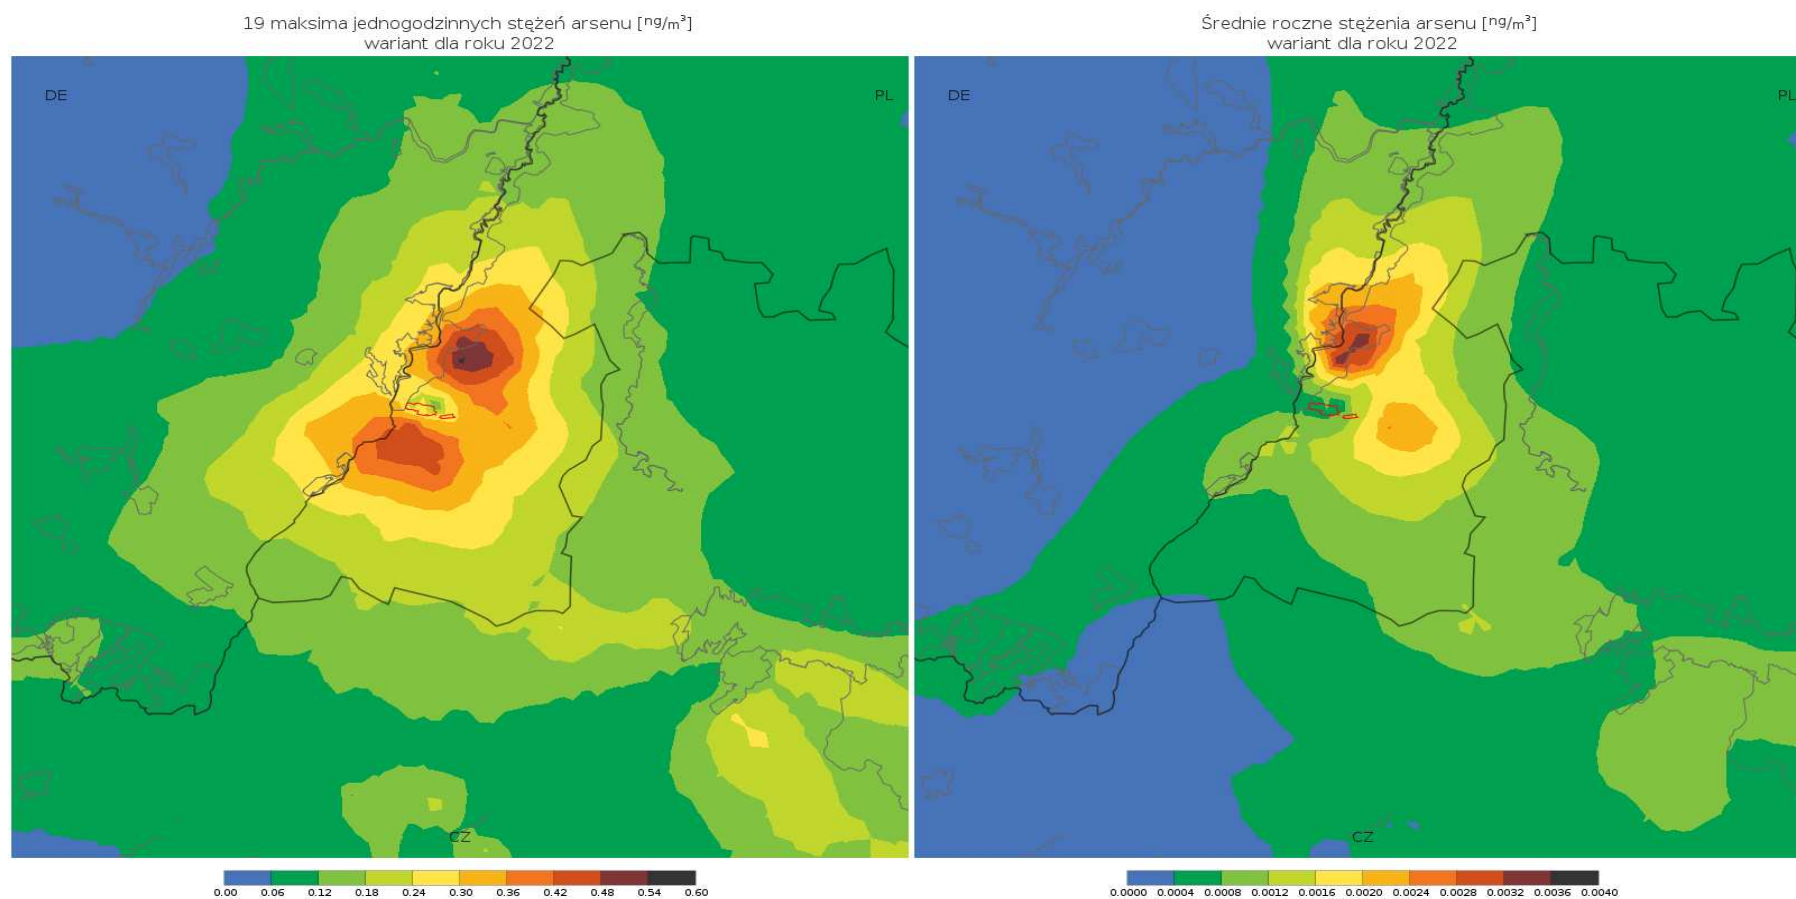 19 maksima jednogodzinnych stężeń arsenu [ng/m³]
wariant dla roku 2022
DE
PL
CZ
0.00 0.06 0.12 0.18 0.24 0.30 0.36 0.42 0.48 0.54 0.60
Średnie roczne stężenia arsenu [ng/m³]
wariant dla roku 2022
DE
PL
CZ
0.0000 0.0004 0.0008 0.0012 0.0016 0.0020 0.0024 0.0028 0.0032 0.0036 0.0040